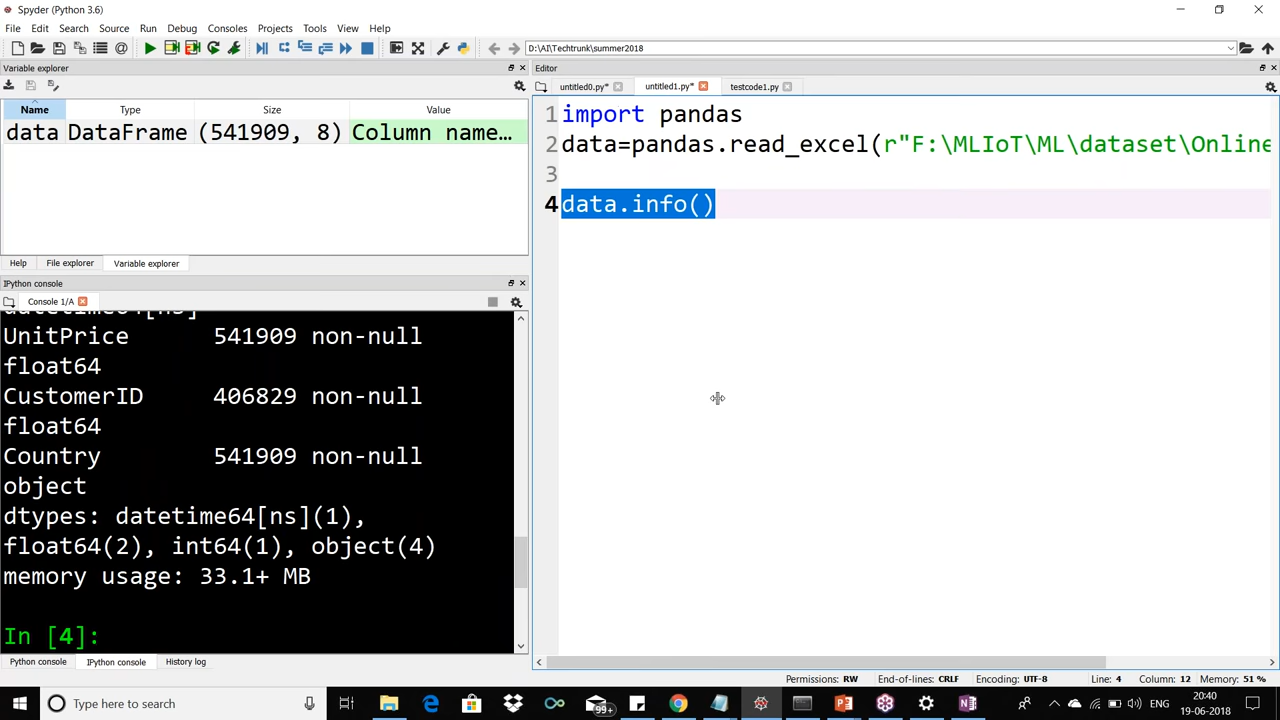 Spyder (Python 3.6)
File Edit Search Source Run Debug Consoles Projects Tools View Help
D:\AI\Techtrunk\summer2018
Variable explorer
Name Type Size Value
data DataFrame (541909, 8) Column name...
Help File explorer Variable explorer
IPython console
Console 1/A
UnitPrice 541909 non-null
float64
CustomerID 406829 non-null
float64
Country 541909 non-null
object
dtypes: datetime64[ns](1),
float64(2), int64(1), object(4)
memory usage: 33.1+ MB
In [4]:
Python console IPython console History log
Editor
untitled0.py* untitled1.py* testcode1.py
1 import pandas
2 data=pandas.read_excel(r"F:\MLIoT\ML\dataset\Online
3
4 data.info()
Permissions: RW End-of-lines: CRLF Encoding: UTF-8 Line: 4 Column: 12 Memory: 51 %
Type here to search
99+
ENG
20:40
19-06-2018